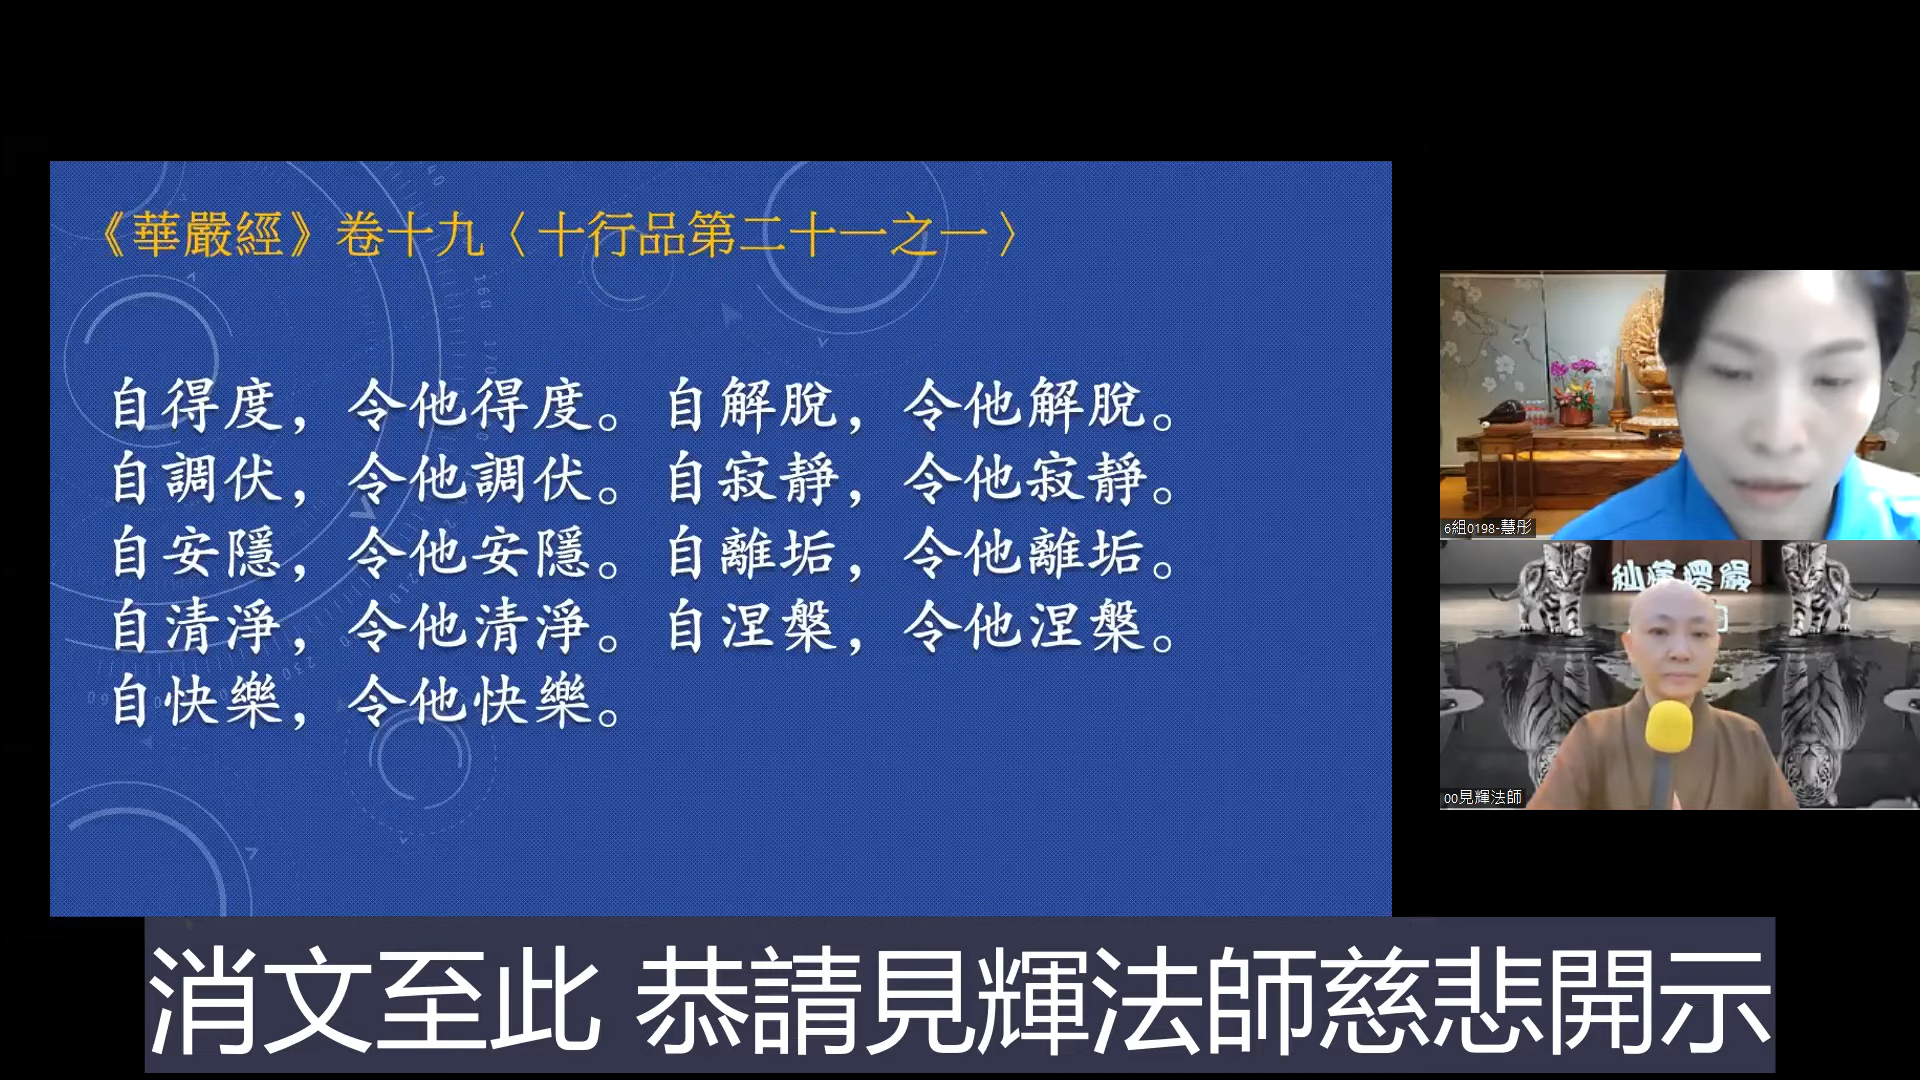 《華嚴經》卷十九〈十行品第二十一之一〉
自得度，令他得度。自解脫，令他解脫。
自調伏，令他調伏。自寂靜，令他寂靜。
自安隱，令他安隱。自離垢，令他離垢。
自清淨，令他清淨。自涅槃，令他涅槃。
自快樂，令他快樂。
6組0198-慧彤
00見輝法師
消文至此 恭請見輝法師慈悲開示